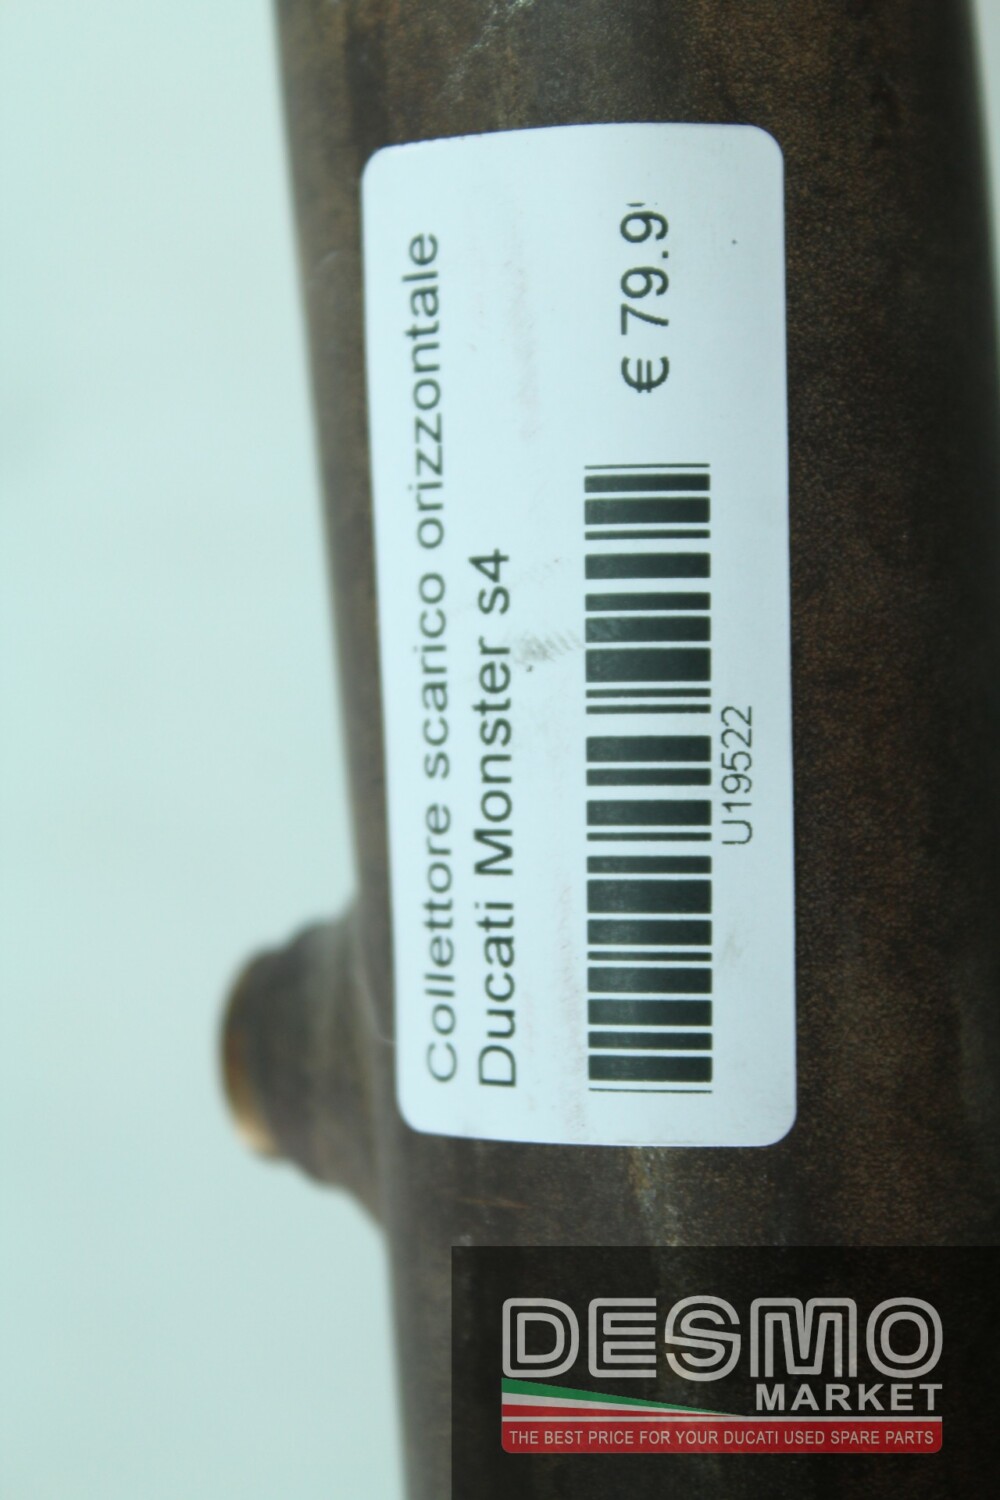 Collettore scarico orizzontale
Ducati Monster s4
€ 79.9
U19522
DESMO
MARKET
THE BEST PRICE FOR YOUR DUCATI USED SPARE PARTS